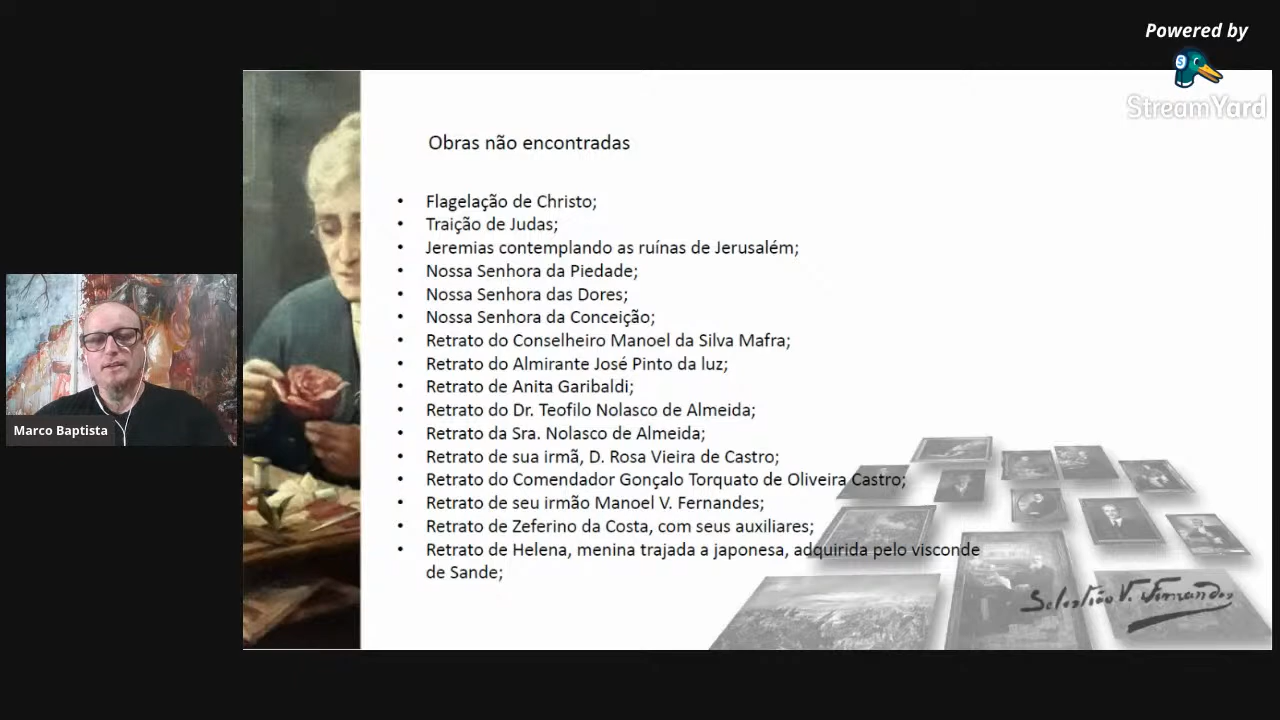 Powered by
StreamYard
Obras não encontradas
• Flagelação de Christo;
• Traição de Judas;
• Jeremias contemplando as ruínas de Jerusalém;
• Nossa Senhora da Piedade;
• Nossa Senhora das Dores;
• Nossa Senhora da Conceição;
• Retrato do Conselheiro Manoel da Silva Mafra;
• Retrato do Almirante José Pinto da luz;
• Retrato de Anita Garibaldi;
• Retrato do Dr. Teofilo Nolasco de Almeida;
• Retrato da Sra. Nolasco de Almeida;
• Retrato de sua irmã, D. Rosa Vieira de Castro;
• Retrato do Comendador Gonçalo Torquato de Oliveira Castro;
• Retrato de seu irmão Manoel V. Fernandes;
• Retrato de Zeferino da Costa, com seus auxiliares;
• Retrato de Helena, menina trajada a japonesa, adquirida pelo visconde
de Sande;
Sebastião V. Fernandes
Marco Baptista